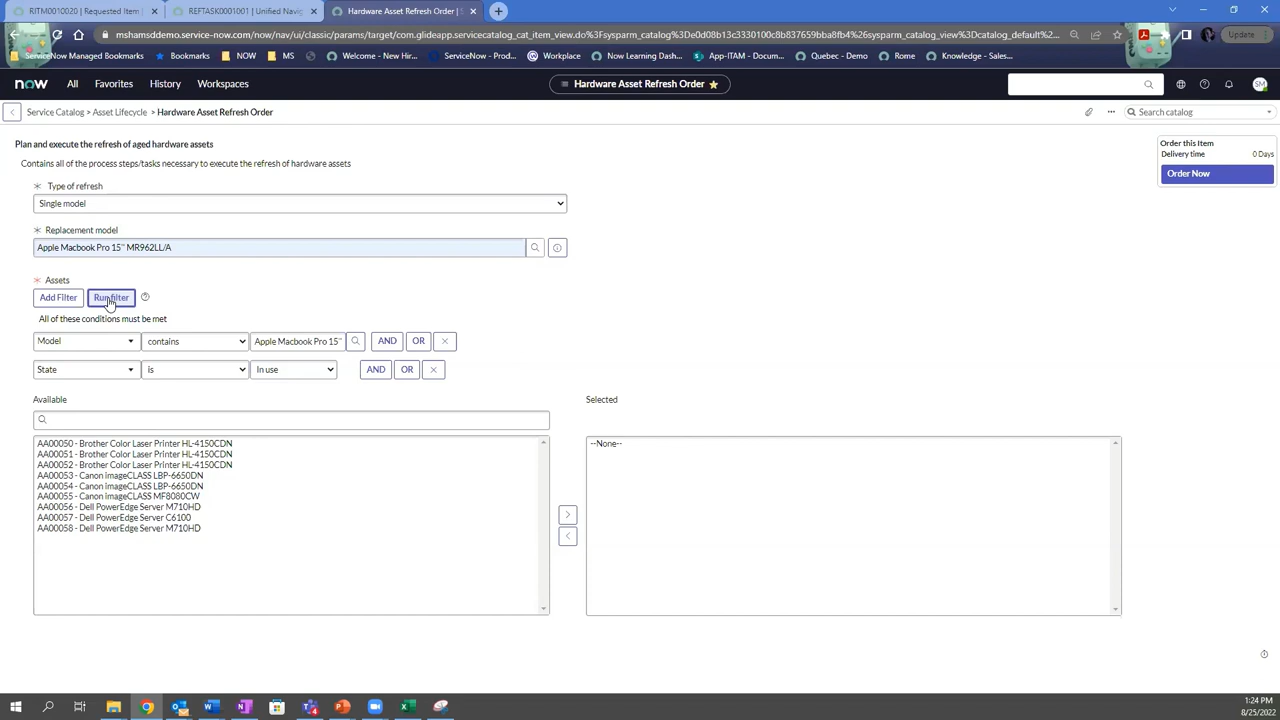 RITM0010020 | Requested Item |
REFTASK0001001 | Unified Navig
Hardware Asset Refresh Order | S
mshamsddemo.service-now.com/now/nav/ui/classic/params/target/com.glideapp.servicecatalog_cat_item_view.do%3Fsysparm_catalog%3De0d08b13c3330100c8b837659bba8fb4%26sysparm_catalog_view%3Dcatalog_default...
Update
ServiceNow Managed Bookmarks
Bookmarks
NOW
MS
Welcome - Now Hire...
ServiceNow - Produ...
Workplace
Now Learning Dash...
App-ITAM - Docum...
Quebec - Demo
Rome
Knowledge - Sales...
now
All
Favorites
History
Workspaces
Hardware Asset Refresh Order
SM
Service Catalog > Asset Lifecycle > Hardware Asset Refresh Order
Search catalog
Plan and execute the refresh of aged hardware assets
Contains all of the process steps/tasks necessary to execute the refresh of hardware assets
Order this Item
Delivery time 0 Days
Order Now
Type of refresh
Single model
Replacement model
Apple Macbook Pro 15" MR962LL/A
Assets
Add Filter
Run filter
All of these conditions must be met
Model contains Apple Macbook Pro 15" AND OR
State is In use AND OR
Available
Selected
AA00050 - Brother Color Laser Printer HL-4150CDN
AA00051 - Brother Color Laser Printer HL-4150CDN
AA00052 - Brother Color Laser Printer HL-4150CDN
AA00053 - Canon imageCLASS LBP-6650DN
AA00054 - Canon imageCLASS LBP-6650DN
AA00055 - Canon imageCLASS MF8080CW
AA00056 - Dell PowerEdge Server M710HD
AA00057 - Dell PowerEdge Server C6100
AA00058 - Dell PowerEdge Server M710HD
--None--
1:24 PM
8/25/2022